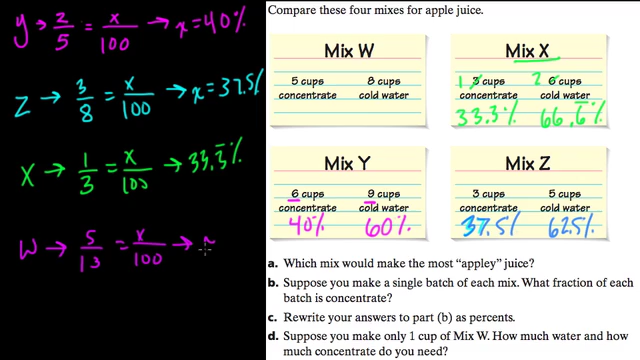 y → 2/5 = x/100 → x = 40%
z → 3/8 = x/100 → x = 37.5%
x → 1/3 = x/100 → 33.3̅%
W → 5/13 = x/100 → ~
Compare these four mixes for apple juice.
Mix W
5 cups 8 cups
concentrate cold water
Mix X
1 3 cups 2 6 cups
concentrate cold water
33.3̅% 66.6̅%
Mix Y
6 cups 9 cups
concentrate cold water
40% 60%
Mix Z
3 cups 5 cups
concentrate cold water
37.5% 62.5%
a. Which mix would make the most “appley” juice?
b. Suppose you make a single batch of each mix. What fraction of each
batch is concentrate?
c. Rewrite your answers to part (b) as percents.
d. Suppose you make only 1 cup of Mix W. How much water and how
much concentrate do you need?